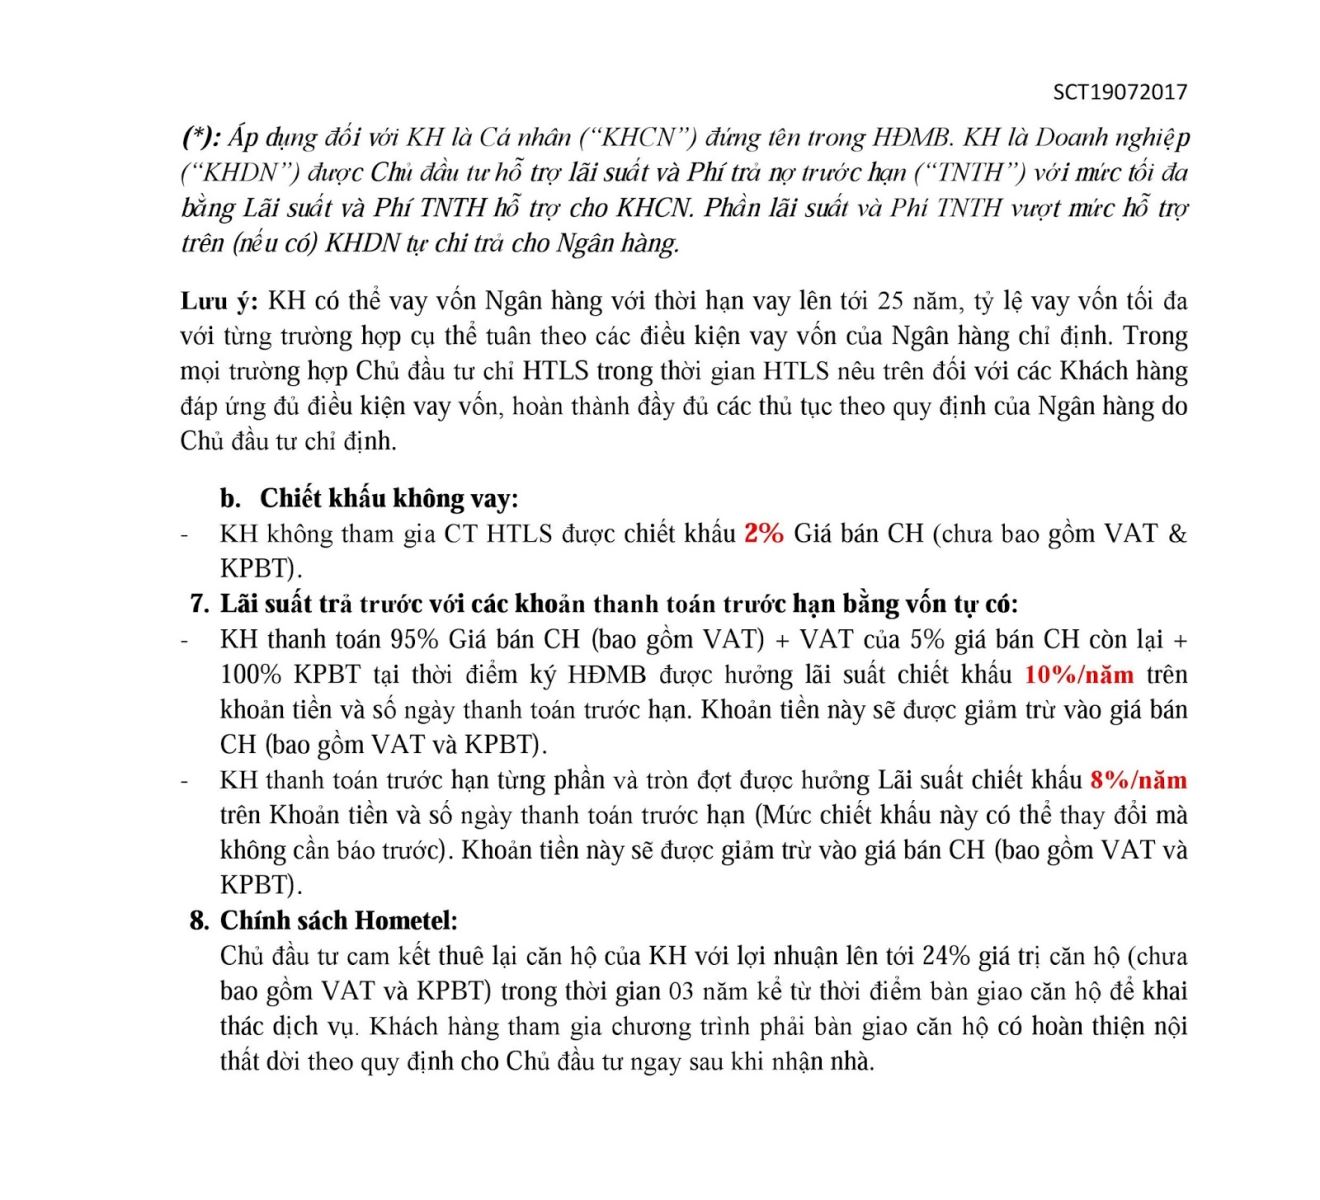 SCT19072017
(*): Áp dụng đối với KH là Cá nhân (“KHCN”) đứng tên trong HĐMB. KH là Doanh nghiệp
(“KHDN”) được Chủ đầu tư hỗ trợ lãi suất và Phí trả nợ trước hạn (“TNTH”) với mức tối đa
bằng Lãi suất và Phí TNTH hỗ trợ cho KHCN. Phần lãi suất và Phí TNTH vượt mức hỗ trợ
trên (nếu có) KHDN tự chi trả cho Ngân hàng.
Lưu ý: KH có thể vay vốn Ngân hàng với thời hạn vay lên tới 25 năm, tỷ lệ vay vốn tối đa
với từng trường hợp cụ thể tuân theo các điều kiện vay vốn của Ngân hàng chỉ định. Trong
mọi trường hợp Chủ đầu tư chỉ HTLS trong thời gian HTLS nêu trên đối với các Khách hàng
đáp ứng đủ điều kiện vay vốn, hoàn thành đầy đủ các thủ tục theo quy định của Ngân hàng do
Chủ đầu tư chỉ định.
b. Chiết khấu không vay:
- KH không tham gia CT HTLS được chiết khấu 2% Giá bán CH (chưa bao gồm VAT &
KPBT).
7. Lãi suất trả trước với các khoản thanh toán trước hạn bằng vốn tự có:
- KH thanh toán 95% Giá bán CH (bao gồm VAT) + VAT của 5% giá bán CH còn lại +
100% KPBT tại thời điểm ký HĐMB được hưởng lãi suất chiết khấu 10%/năm trên
khoản tiền và số ngày thanh toán trước hạn. Khoản tiền này sẽ được giảm trừ vào giá bán
CH (bao gồm VAT và KPBT).
- KH thanh toán trước hạn từng phần và tròn đợt được hưởng Lãi suất chiết khấu 8%/năm
trên Khoản tiền và số ngày thanh toán trước hạn (Mức chiết khấu này có thể thay đổi mà
không cần báo trước). Khoản tiền này sẽ được giảm trừ vào giá bán CH (bao gồm VAT và
KPBT).
8. Chính sách Hometel:
Chủ đầu tư cam kết thuê lại căn hộ của KH với lợi nhuận lên tới 24% giá trị căn hộ (chưa
bao gồm VAT và KPBT) trong thời gian 03 năm kể từ thời điểm bàn giao căn hộ để khai
thác dịch vụ. Khách hàng tham gia chương trình phải bàn giao căn hộ có hoàn thiện nội
thất dời theo quy định cho Chủ đầu tư ngay sau khi nhận nhà.